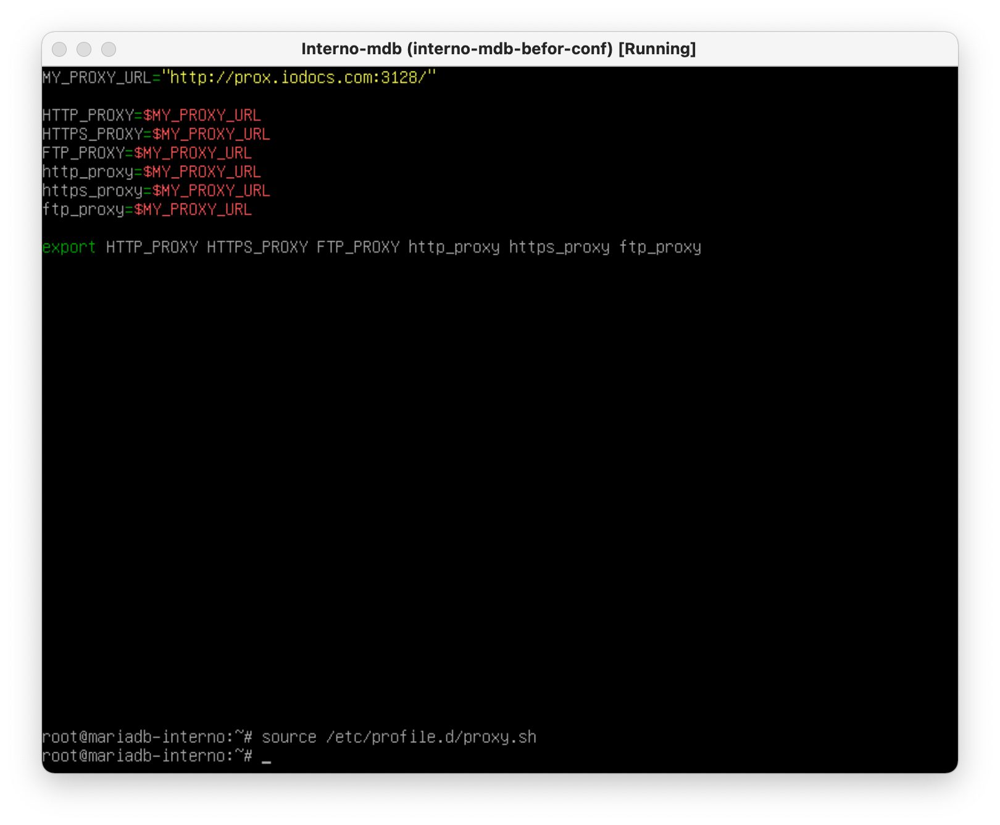 Interno-mdb (interno-mdb-befor-conf) [Running]
MY_PROXY_URL="http://prox.iodocs.com:3128/"
HTTP_PROXY=$MY_PROXY_URL
HTTPS_PROXY=$MY_PROXY_URL
FTP_PROXY=$MY_PROXY_URL
http_proxy=$MY_PROXY_URL
https_proxy=$MY_PROXY_URL
ftp_proxy=$MY_PROXY_URL
export HTTP_PROXY HTTPS_PROXY FTP_PROXY http_proxy https_proxy ftp_proxy
root@mariadb-interno:~# source /etc/profile.d/proxy.sh
root@mariadb-interno:~# _